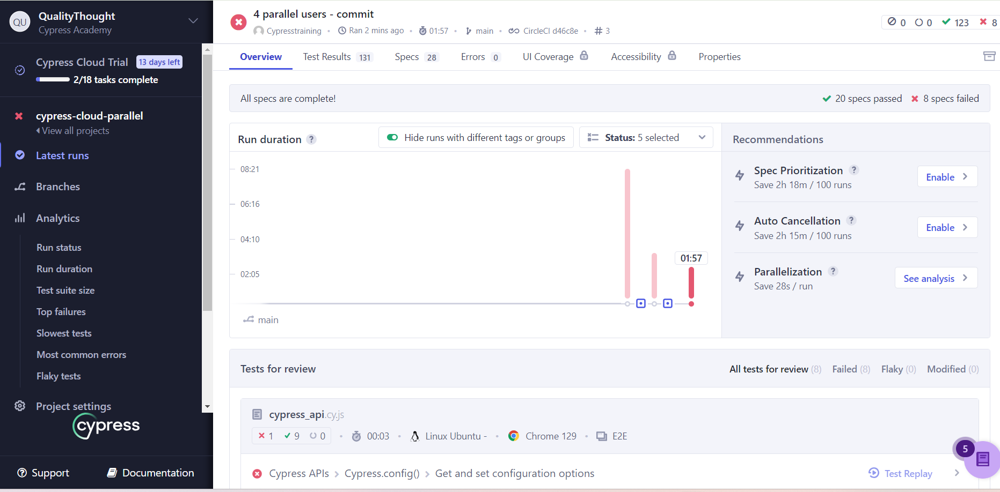 QU
QualityThought
Cypress Academy
Cypress Cloud Trial
13 days left
2/18 tasks complete
cypress-cloud-parallel
View all projects
Latest runs
Branches
Analytics
Run status
Run duration
Test suite size
Top failures
Slowest tests
Most common errors
Flaky tests
Project settings
cypress
Support
Documentation
4 parallel users - commit
Cypresstraining
Ran 2 mins ago
01:57
main
CircleCI d46c8e
# 3
0 0 123 8
Overview
Test Results 131
Specs 28
Errors 0
UI Coverage
Accessibility
Properties
All specs are complete!
20 specs passed
8 specs failed
Run duration ?
Hide runs with different tags or groups
Status: 5 selected
08:21
06:16
04:10
02:05
01:57
main
Recommendations
Spec Prioritization ?
Save 2h 18m / 100 runs
Enable
Auto Cancellation ?
Save 2h 15m / 100 runs
Enable
Parallelization ?
Save 28s / run
See analysis
Tests for review
All tests for review (8)
Failed (8)
Flaky (0)
Modified (0)
cypress_api.cy.js
1 9 0
00:03
Linux Ubuntu -
Chrome 129
E2E
Cypress APIs > Cypress.config() > Get and set configuration options
Test Replay
5